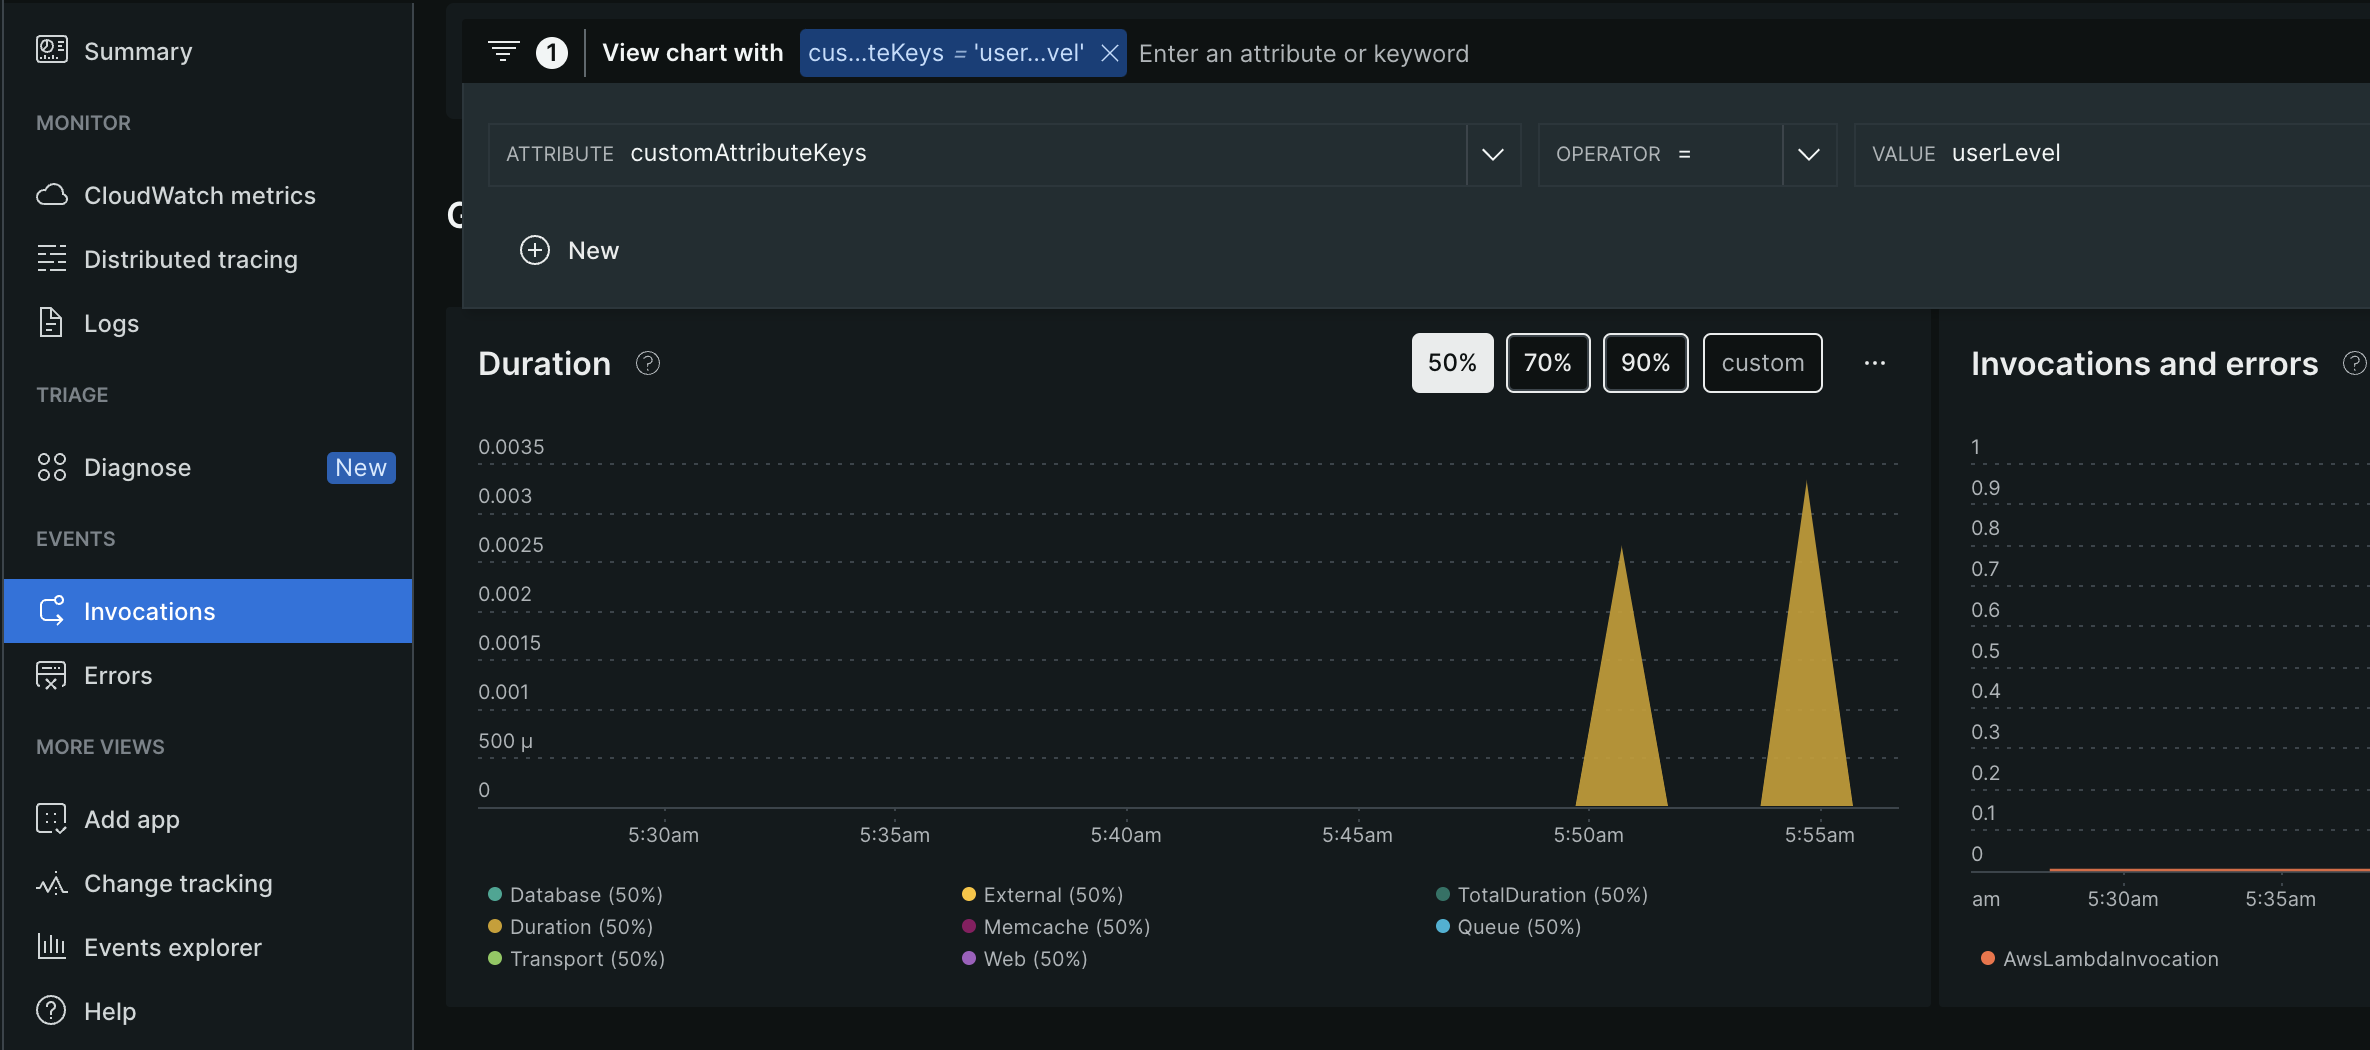 Summary
MONITOR
CloudWatch metrics
Distributed tracing
Logs
TRIAGE
Diagnose New
EVENTS
Invocations
Errors
MORE VIEWS
Add app
Change tracking
Events explorer
Help
1 View chart with cus...teKeys = 'user...vel' Enter an attribute or keyword
ATTRIBUTE customAttributeKeys OPERATOR = VALUE userLevel
New
Duration ? 50% 70% 90% custom ...
0.0035
0.003
0.0025
0.002
0.0015
0.001
500 µ
0
5:30am 5:35am 5:40am 5:45am 5:50am 5:55am
Database (50%) External (50%) TotalDuration (50%)
Duration (50%) Memcache (50%) Queue (50%)
Transport (50%) Web (50%)
Invocations and errors ?
1
0.9
0.8
0.7
0.6
0.5
0.4
0.3
0.2
0.1
0
am 5:30am 5:35am
AwsLambdaInvocation